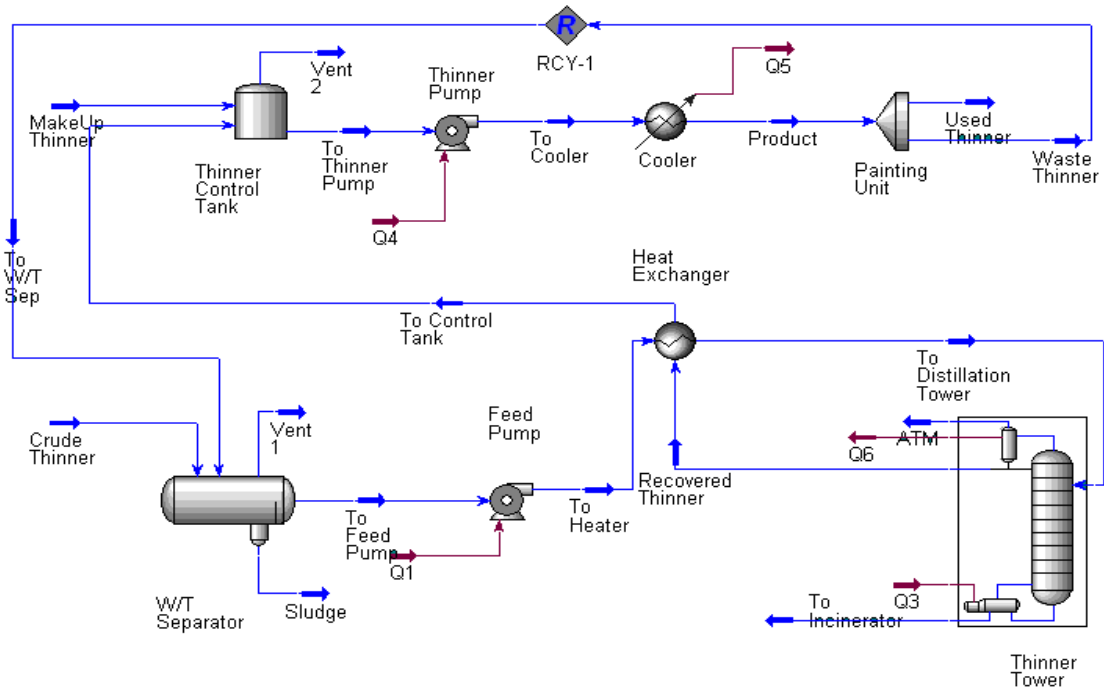 R
RCY-1
Vent
2
Thinner
Pump
Q5
MakeUp
Thinner
To
Thinner
Pump
To
Cooler
Cooler
Product
Used
Thinner
Waste
Thinner
Thinner
Control
Tank
Painting
Unit
Q4
To
W/T
Sep
Heat
Exchanger
To Control
Tank
To
Distillation
Tower
Crude
Thinner
Vent
1
Feed
Pump
Q6
ATM
Recovered
Thinner
To
Feed
Pump
To
Heater
Q1
W/T
Separator
Sludge
Q3
To
Incinerator
Thinner
Tower